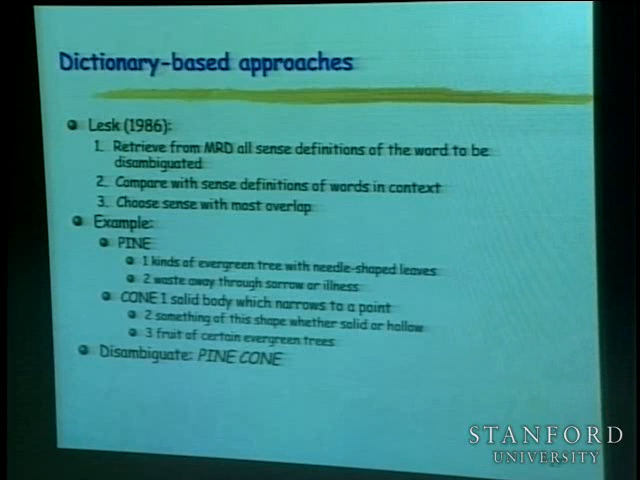 Dictionary-based approaches
Lesk (1986):
1. Retrieve from MRD all sense definitions of the word to be
disambiguated
2. Compare with sense definitions of words in context
3. Choose sense with most overlap
Example:
PINE
1 kinds of evergreen tree with needle-shaped leaves
2 waste away through sorrow or illness
CONE 1 solid body which narrows to a point
2 something of this shape whether solid or hollow
3 fruit of certain evergreen trees
Disambiguate: PINE CONE
STANFORD
UNIVERSITY